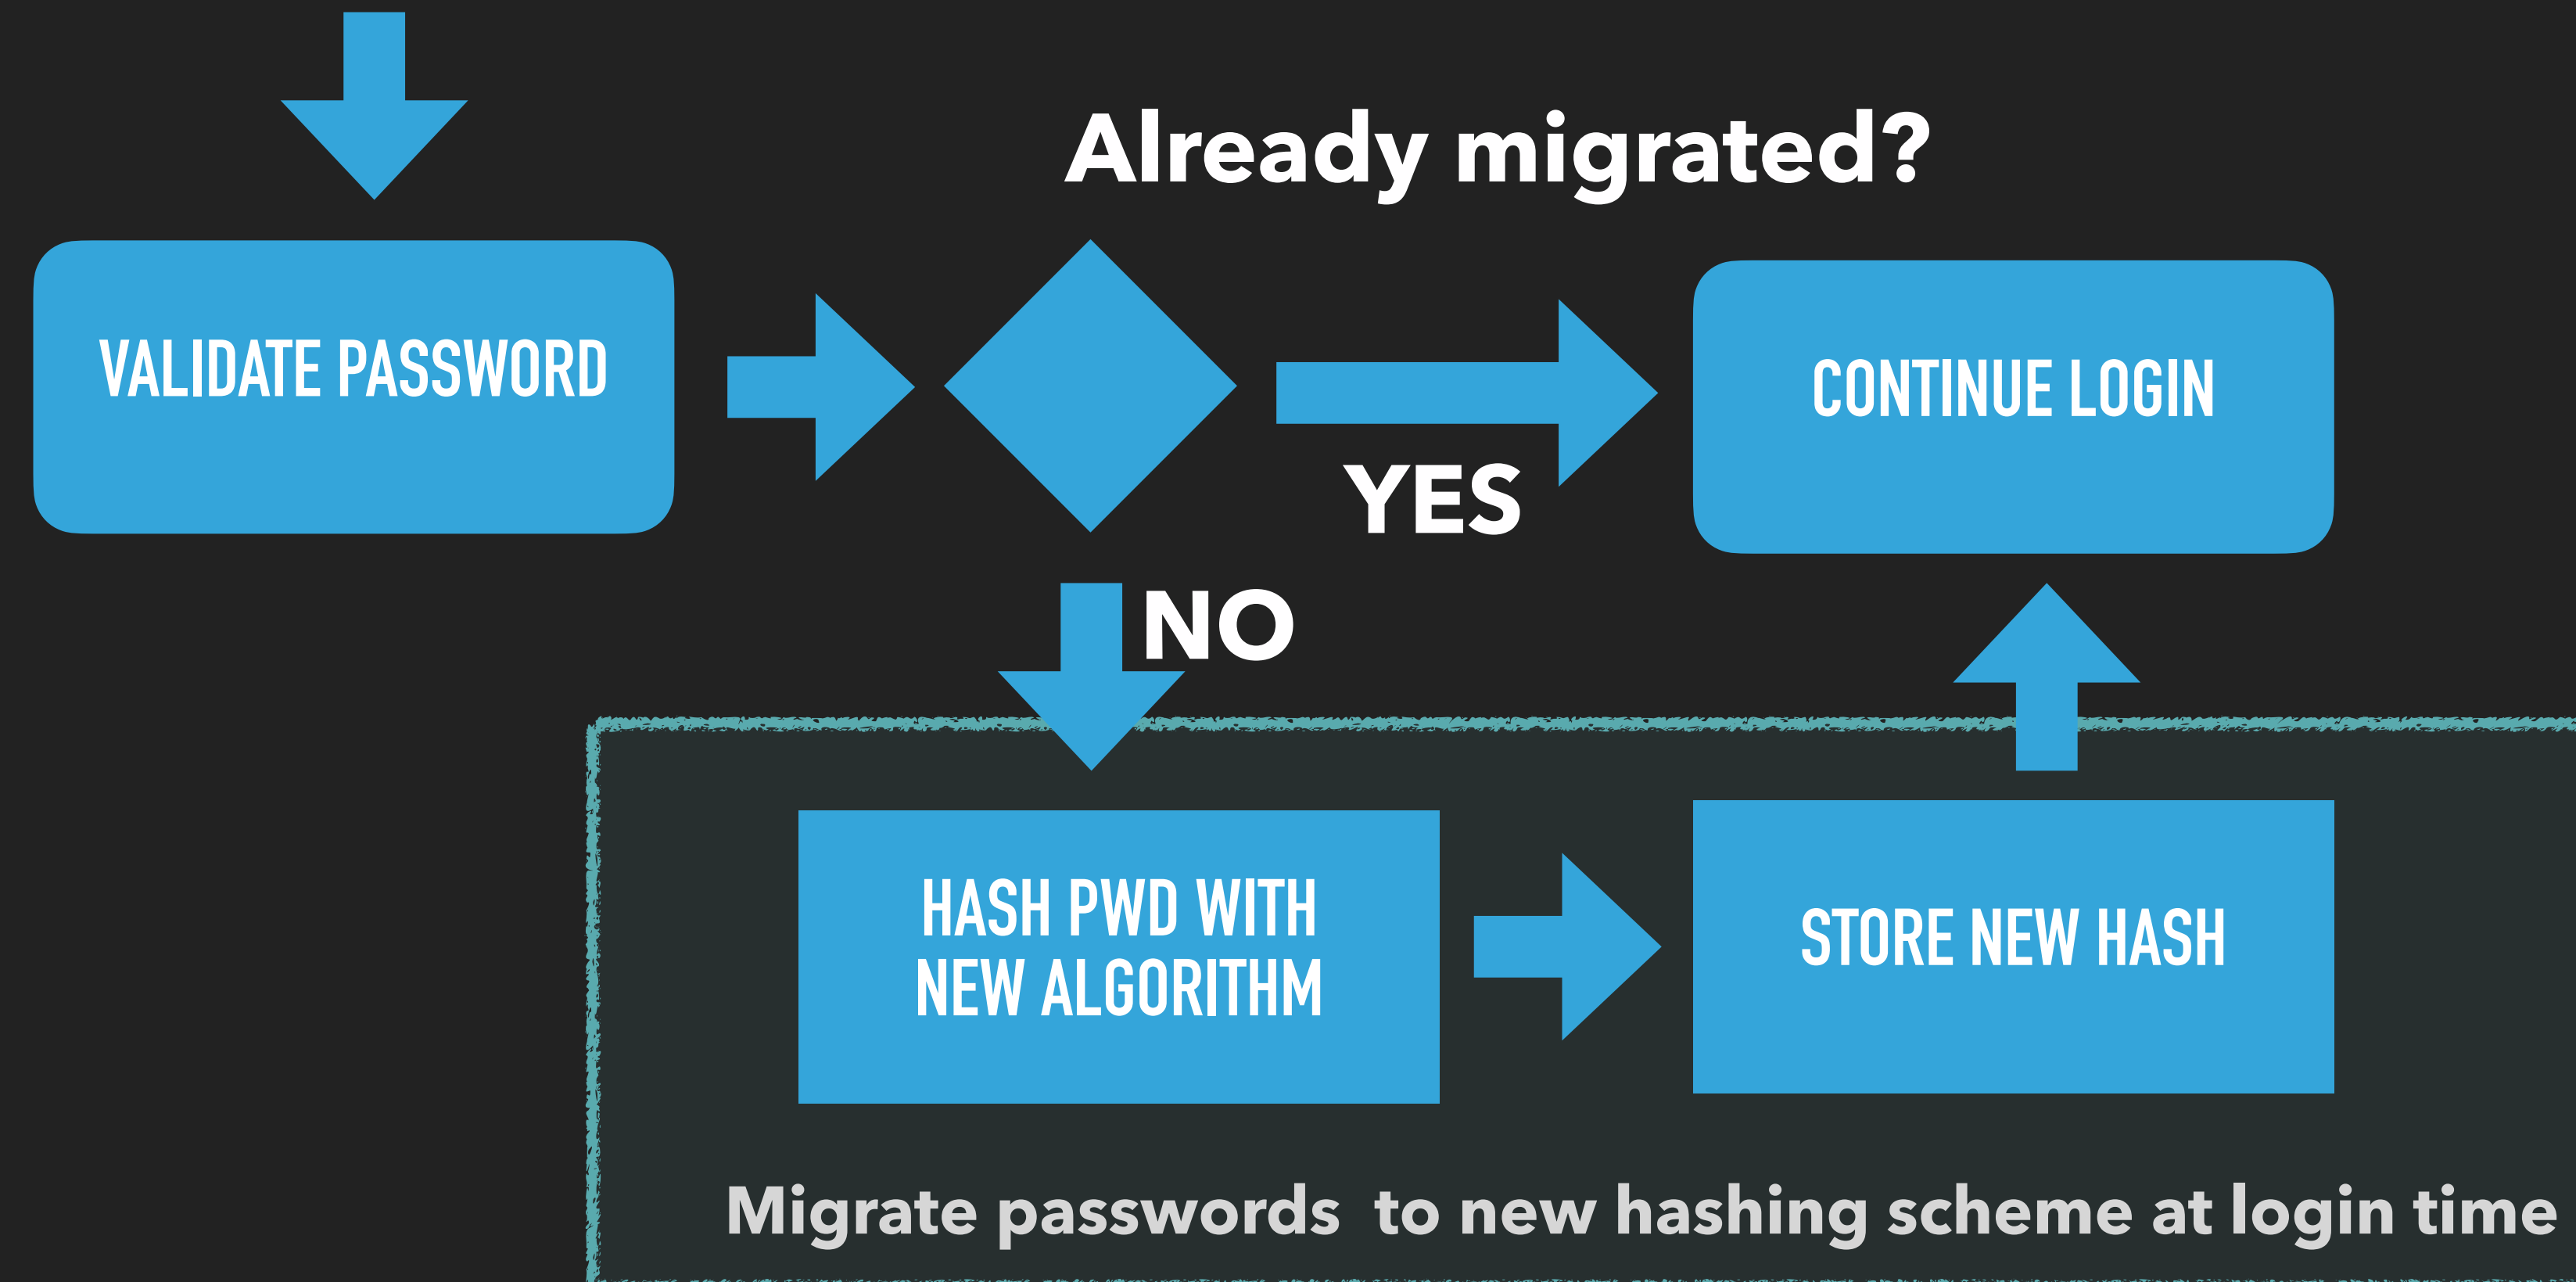 Already migrated?
VALIDATE PASSWORD
CONTINUE LOGIN
YES
NO
HASH PWD WITH
NEW ALGORITHM
STORE NEW HASH
Migrate passwords to new hashing scheme at login time